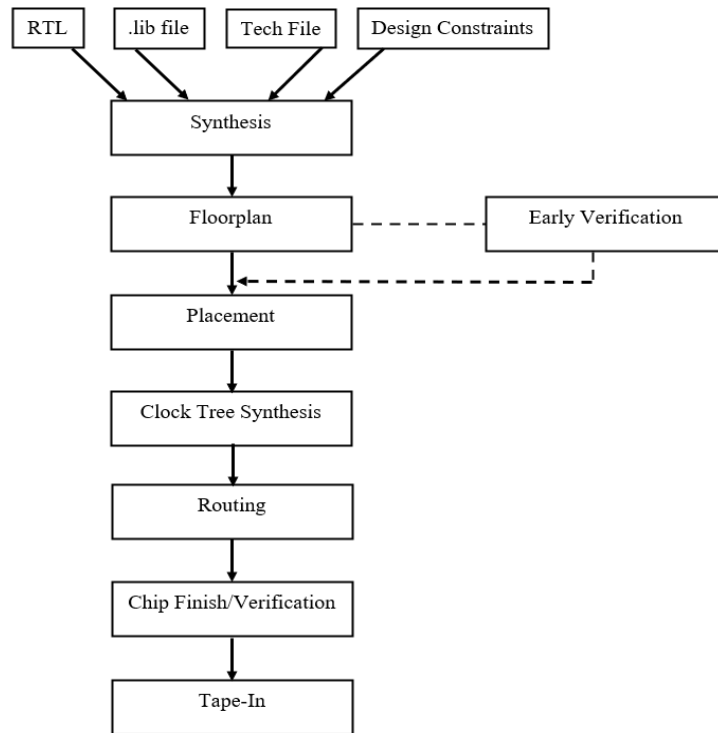 RTL
.lib file
Tech File
Design Constraints
Synthesis
Floorplan
Early Verification
Placement
Clock Tree Synthesis
Routing
Chip Finish/Verification
Tape-In